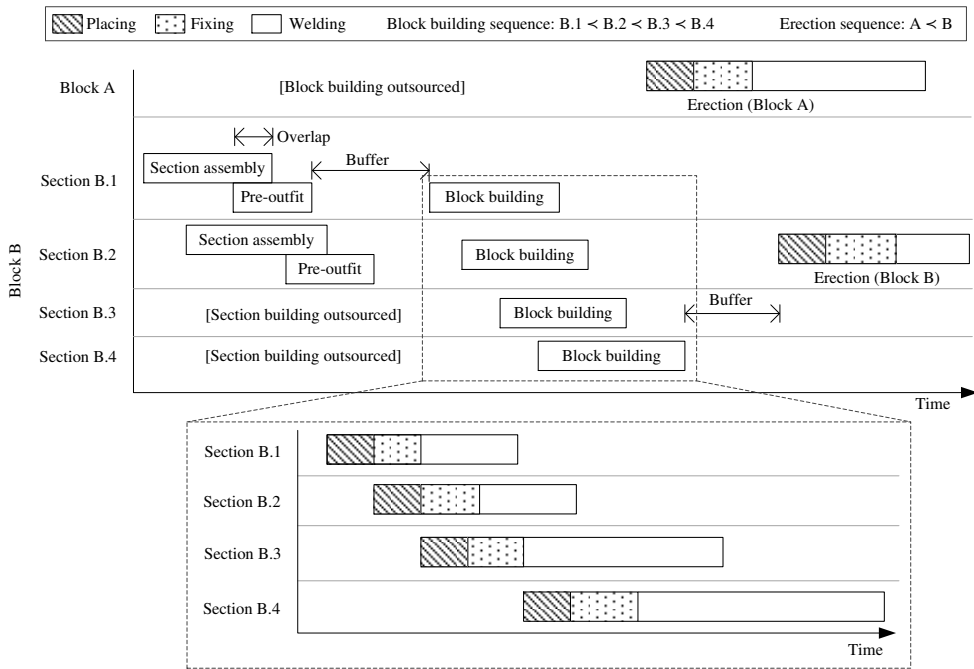 Placing Fixing Welding Block building sequence: B.1 ≺ B.2 ≺ B.3 ≺ B.4 Erection sequence: A ≺ B
Block A
[Block building outsourced]
Erection (Block A)
Block B
Section B.1
Overlap
Section assembly
Buffer
Pre-outfit
Block building
Section B.2
Section assembly
Pre-outfit
Block building
Erection (Block B)
Section B.3
[Section building outsourced]
Block building
Buffer
Section B.4
[Section building outsourced]
Block building
Time
Section B.1
Section B.2
Section B.3
Section B.4
Time